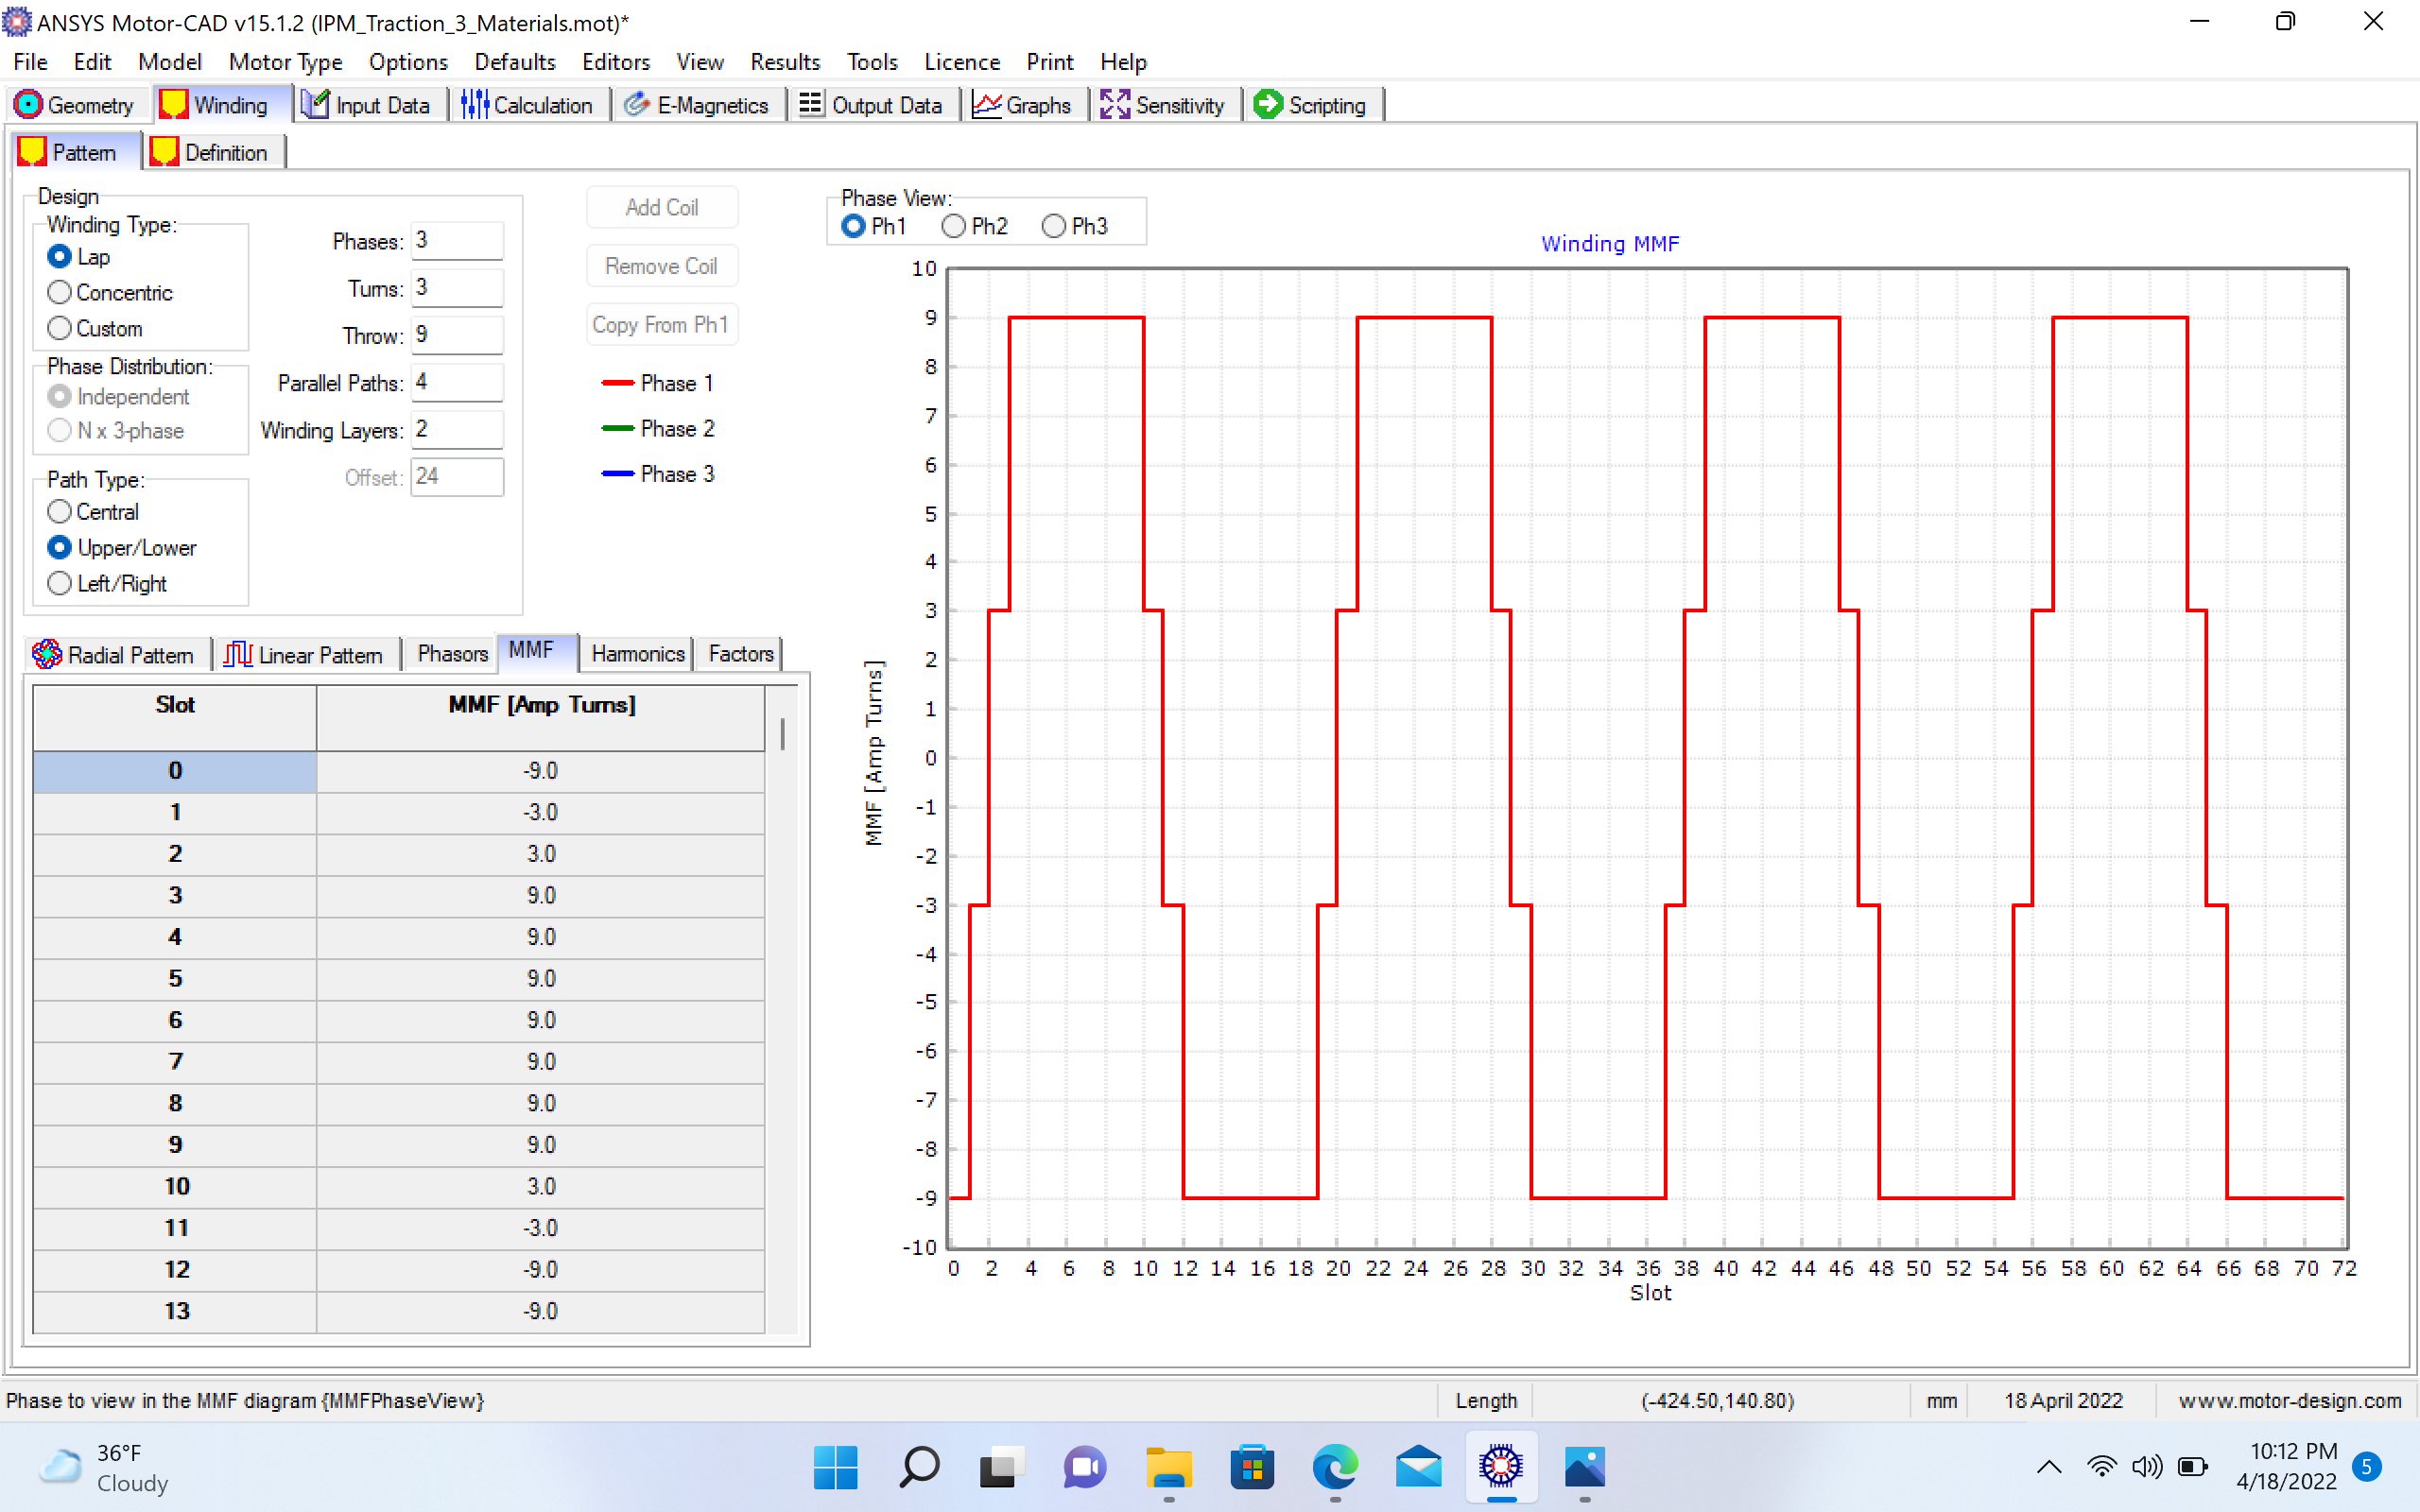 ANSYS Motor-CAD v15.1.2 (IPM_Traction_3_Materials.mot)*
File Edit Model Motor Type Options Defaults Editors View Results Tools Licence Print Help
Geometry Winding Input Data Calculation E-Magnetics Output Data Graphs Sensitivity Scripting
Pattern Definition
Design
Winding Type:
Lap
Concentric
Custom
Phase Distribution:
Independent
N x 3-phase
Path Type:
Central
Upper/Lower
Left/Right
Phases: 3
Turns: 3
Throw: 9
Parallel Paths: 4
Winding Layers: 2
Offset: 24
Add Coil
Remove Coil
Copy From Ph1
Phase 1
Phase 2
Phase 3
Radial Pattern Linear Pattern Phasors MMF Harmonics Factors
Slot MMF [Amp Turns]
0 -9.0
1 -3.0
2 3.0
3 9.0
4 9.0
5 9.0
6 9.0
7 9.0
8 9.0
9 9.0
10 3.0
11 -3.0
12 -9.0
13 -9.0
Phase View:
Ph1 Ph2 Ph3
Winding MMF
MMF [Amp Turns]
10
9
8
7
6
5
4
3
2
1
0
-1
-2
-3
-4
-5
-6
-7
-8
-9
-10
0 2 4 6 8 10 12 14 16 18 20 22 24 26 28 30 32 34 36 38 40 42 44 46 48 50 52 54 56 58 60 62 64 66 68 70 72
Slot
Phase to view in the MMF diagram {MMFPhaseView} Length (-424.50,140.80) mm 18 April 2022 www.motor-design.com
36°F
Cloudy
10:12 PM
4/18/2022
5